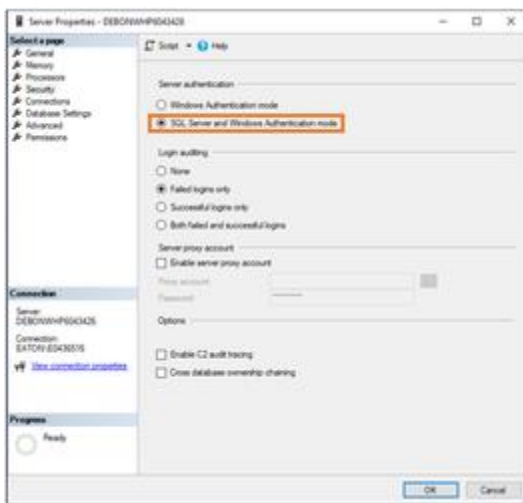 Server Properties - DEBONWHP6043426
Select a page
General
Memory
Processors
Security
Connections
Database Settings
Advanced
Permissions
Script Help
Server authentication
Windows Authentication mode
SQL Server and Windows Authentication mode
Login auditing
None
Failed logins only
Successful logins only
Both failed and successful logins
Server proxy account
Enable server proxy account
Proxy account:
Password:
Options
Enable C2 audit tracing
Cross database ownership chaining
Connection
Server:
DEBONWHP6043426
Connection:
View connection properties
Progress
Ready
OK Cancel